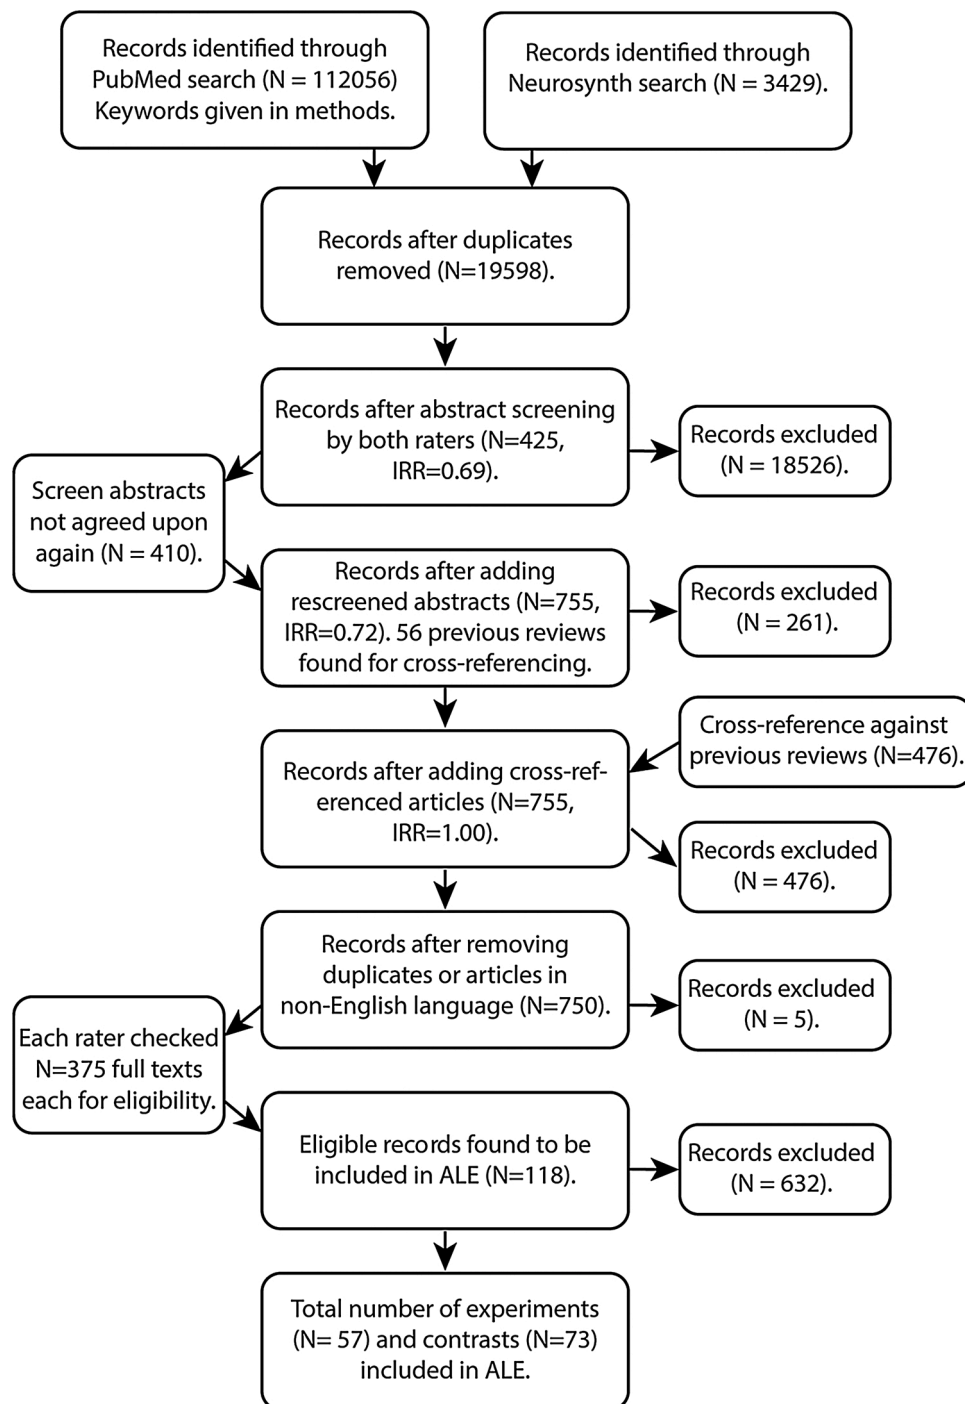 Records identified through
PubMed search (N = 112056)
Keywords given in methods.
Records identified through
Neurosynth search (N = 3429).
Records after duplicates
removed (N=19598).
Records after abstract screening
by both raters (N=425,
IRR=0.69).
Records excluded
(N = 18526).
Screen abstracts
not agreed upon
again (N = 410).
Records after adding
rescreened abstracts (N=755,
IRR=0.72). 56 previous reviews
found for cross-referencing.
Records excluded
(N = 261).
Cross-reference against
previous reviews (N=476).
Records after adding cross-ref-
erenced articles (N=755,
IRR=1.00).
Records excluded
(N = 476).
Records after removing
duplicates or articles in
non-English language (N=750).
Records excluded
(N = 5).
Each rater checked
N=375 full texts
each for eligibility.
Eligible records found to be
included in ALE (N=118).
Records excluded
(N = 632).
Total number of experiments
(N= 57) and contrasts (N=73)
included in ALE.